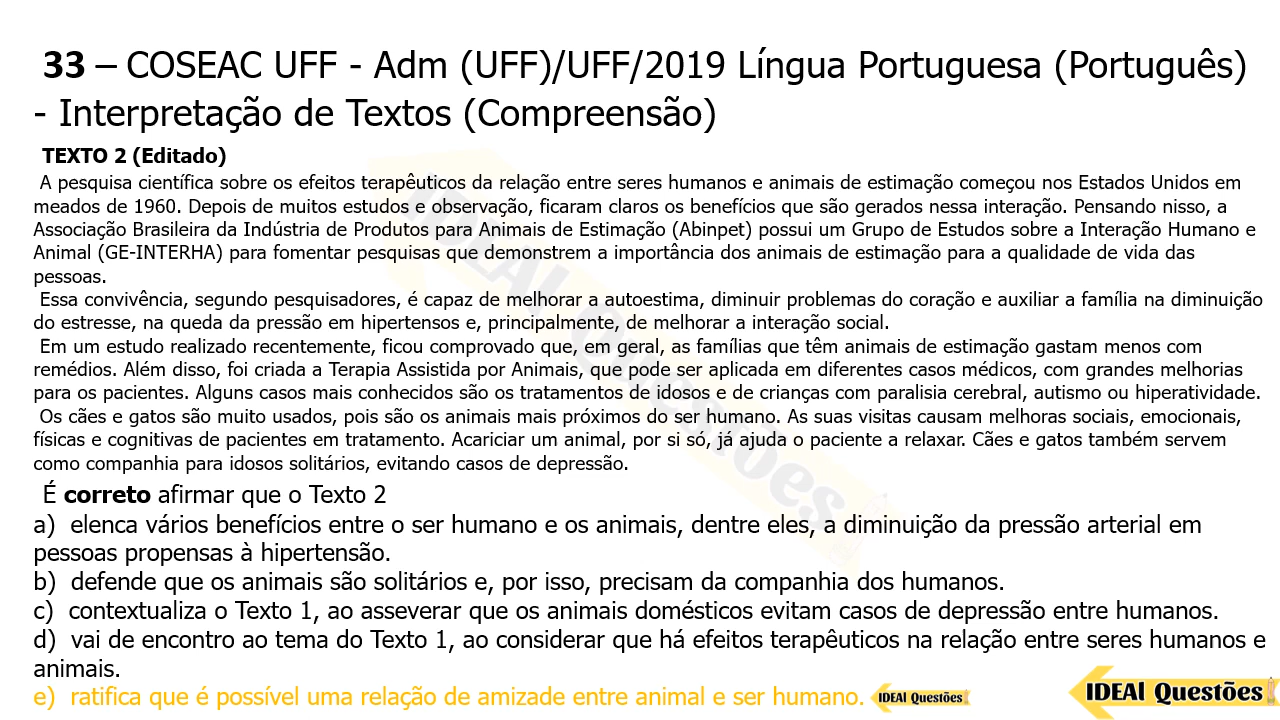 33 – COSEAC UFF - Adm (UFF)/UFF/2019 Língua Portuguesa (Português)
- Interpretação de Textos (Compreensão)
TEXTO 2 (Editado)
A pesquisa científica sobre os efeitos terapêuticos da relação entre seres humanos e animais de estimação começou nos Estados Unidos em
meados de 1960. Depois de muitos estudos e observação, ficaram claros os benefícios que são gerados nessa interação. Pensando nisso, a
Associação Brasileira da Indústria de Produtos para Animais de Estimação (Abinpet) possui um Grupo de Estudos sobre a Interação Humano e
Animal (GE-INTERHA) para fomentar pesquisas que demonstrem a importância dos animais de estimação para a qualidade de vida das
pessoas.
Essa convivência, segundo pesquisadores, é capaz de melhorar a autoestima, diminuir problemas do coração e auxiliar a família na diminuição
do estresse, na queda da pressão em hipertensos e, principalmente, de melhorar a interação social.
Em um estudo realizado recentemente, ficou comprovado que, em geral, as famílias que têm animais de estimação gastam menos com
remédios. Além disso, foi criada a Terapia Assistida por Animais, que pode ser aplicada em diferentes casos médicos, com grandes melhorias
para os pacientes. Alguns casos mais conhecidos são os tratamentos de idosos e de crianças com paralisia cerebral, autismo ou hiperatividade.
Os cães e gatos são muito usados, pois são os animais mais próximos do ser humano. As suas visitas causam melhoras sociais, emocionais,
físicas e cognitivas de pacientes em tratamento. Acariciar um animal, por si só, já ajuda o paciente a relaxar. Cães e gatos também servem
como companhia para idosos solitários, evitando casos de depressão.
É correto afirmar que o Texto 2
a) elenca vários benefícios entre o ser humano e os animais, dentre eles, a diminuição da pressão arterial em
pessoas propensas à hipertensão.
b) defende que os animais são solitários e, por isso, precisam da companhia dos humanos.
c) contextualiza o Texto 1, ao asseverar que os animais domésticos evitam casos de depressão entre humanos.
d) vai de encontro ao tema do Texto 1, ao considerar que há efeitos terapêuticos na relação entre seres humanos e
animais.
e) ratifica que é possível uma relação de amizade entre animal e ser humano. IDEAL Questões
IDEAL Questões
IDEAL Questões